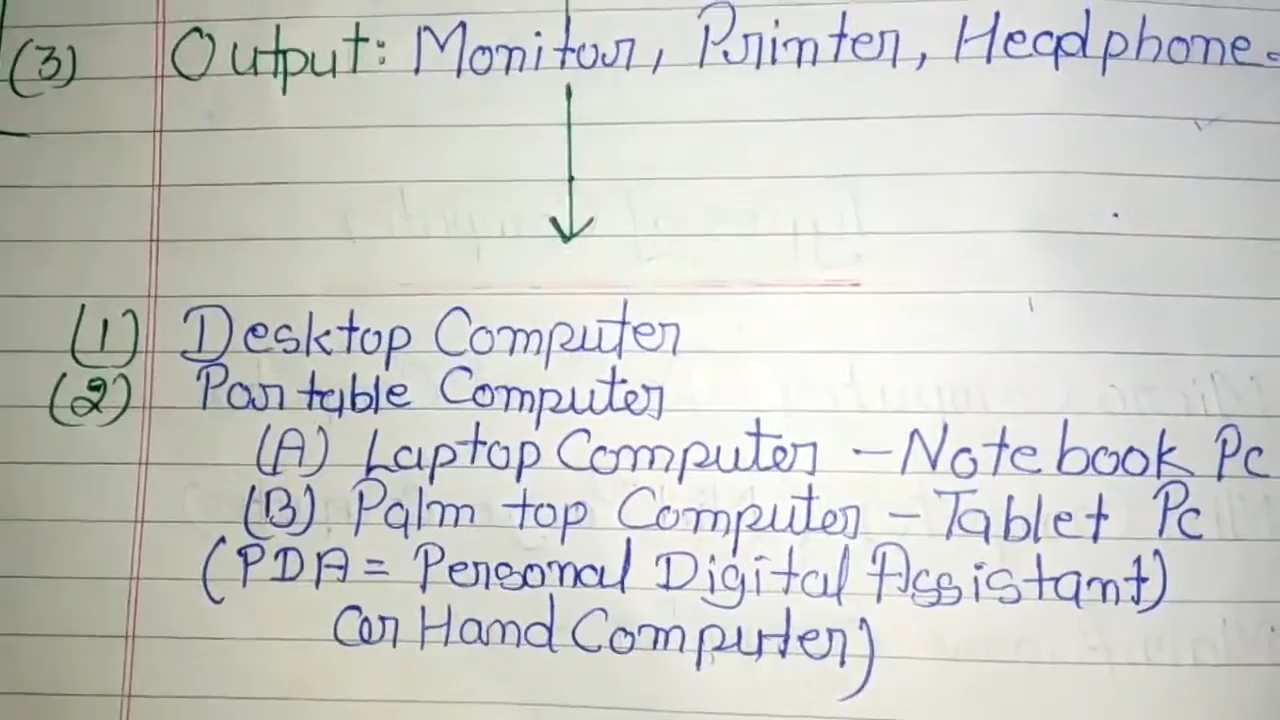 (3) Output: Monitor, Printer, Headphone.
(1) Desktop Computer
(2) Portable Computer
(A) Laptop Computer - Notebook Pc
(B) Palm top Computer - Tablet Pc
(PDA = Personal Digital Assistant)
(or Hand Computer)